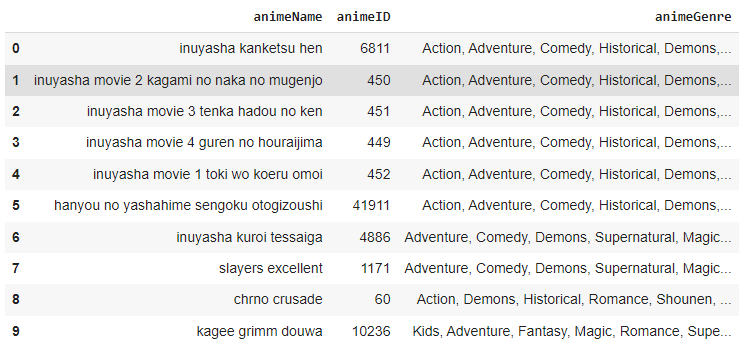 animeName animeID animeGenre
0 inuyasha kanketsu hen 6811 Action, Adventure, Comedy, Historical, Demons,...
1 inuyasha movie 2 kagami no naka no mugenjo 450 Action, Adventure, Comedy, Historical, Demons,...
2 inuyasha movie 3 tenka hadou no ken 451 Action, Adventure, Comedy, Historical, Demons,...
3 inuyasha movie 4 guren no houraijima 449 Action, Adventure, Comedy, Historical, Demons,...
4 inuyasha movie 1 toki wo koeru omoi 452 Action, Adventure, Comedy, Historical, Demons,...
5 hanyou no yashahime sengoku otogizoushi 41911 Action, Adventure, Comedy, Historical, Demons,...
6 inuyasha kuroi tessaiga 4886 Adventure, Comedy, Demons, Supernatural, Magic...
7 slayers excellent 1171 Adventure, Comedy, Demons, Supernatural, Magic...
8 chrno crusade 60 Action, Demons, Historical, Romance, Shounen, ...
9 kagee grimm douwa 10236 Kids, Adventure, Fantasy, Magic, Romance, Supe...